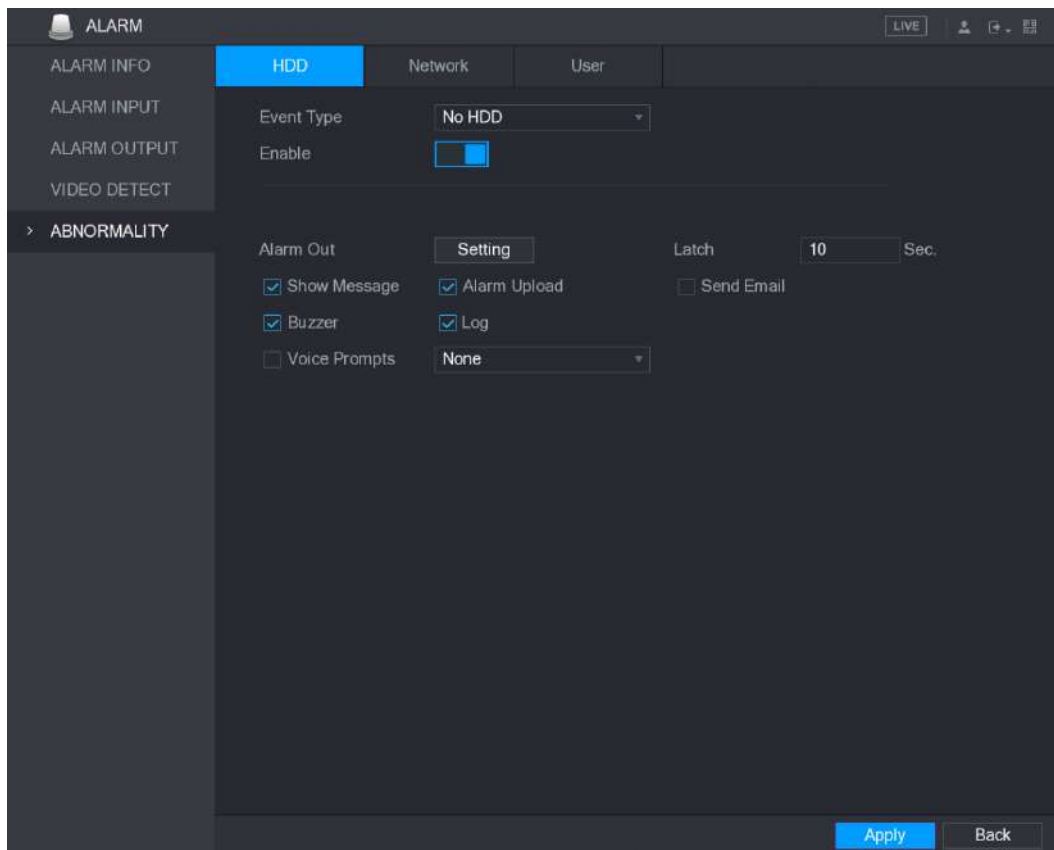 ALARM
LIVE
ALARM INFO
ALARM INPUT
ALARM OUTPUT
VIDEO DETECT
> ABNORMALITY
HDD Network User
Event Type No HDD
Enable
Alarm Out Setting Latch 10 Sec.
Show Message Alarm Upload Send Email
Buzzer Log
Voice Prompts None
Apply Back